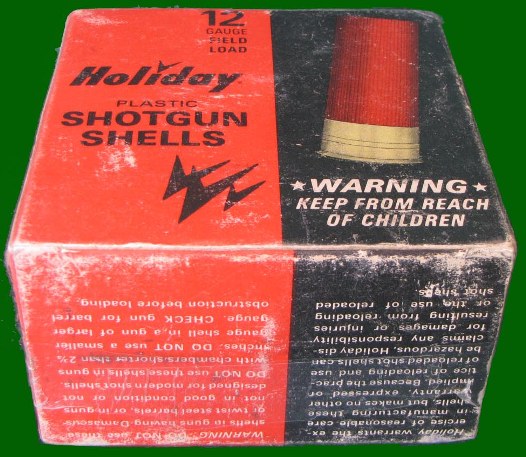 12
GAUGE
FIELD
LOAD
Holiday
PLASTIC
SHOTGUN
SHELLS
★WARNING★
KEEP FROM REACH
OF CHILDREN
Holiday warrants the ex-
ercise of reasonable care
in manufacturing these
shells, but makes no other
warranty, expressed or
implied. Because the prac-
tice of reloading and use
of reloaded shot shells can
be hazardous, Holiday dis-
claims any responsibility
for damages or injuries
resulting from reloading
or the use of reloaded
shot shells.
WARNING: DO NOT use these
shells in guns having Damascus
or twist steel barrels, or in guns
not in good condition or not
designed for modern shot shells.
DO NOT use these shells in guns
with chambers shorter than 2¾
inches. DO NOT use a smaller
gauge shell in a gun of larger
gauge. CHECK gun for barrel
obstruction before loading.